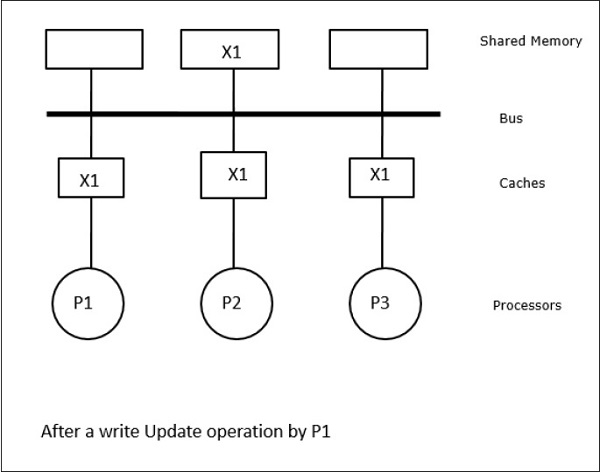 X1
Shared Memory
Bus
X1
X1
X1
Caches
P1
P2
P3
Processors
After a write Update operation by P1